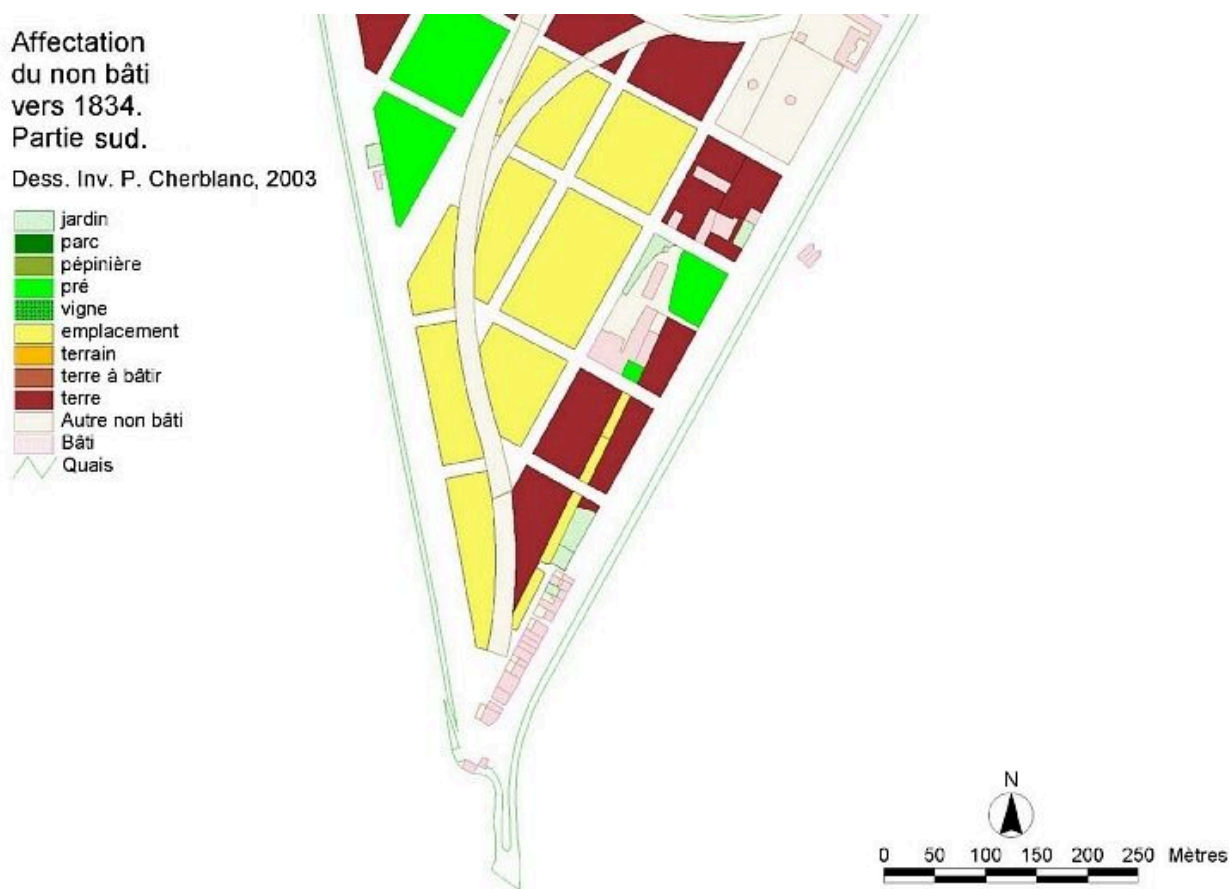 Affectation
du non bâti
vers 1834.
Partie sud.
Dess. Inv. P. Cherblanc, 2003
jardin
parc
pépinière
pré
vigne
emplacement
terrain
terre à bâtir
terre
Autre non bâti
Bâti
Quais
N
0 50 100 150 200 250 Mètres